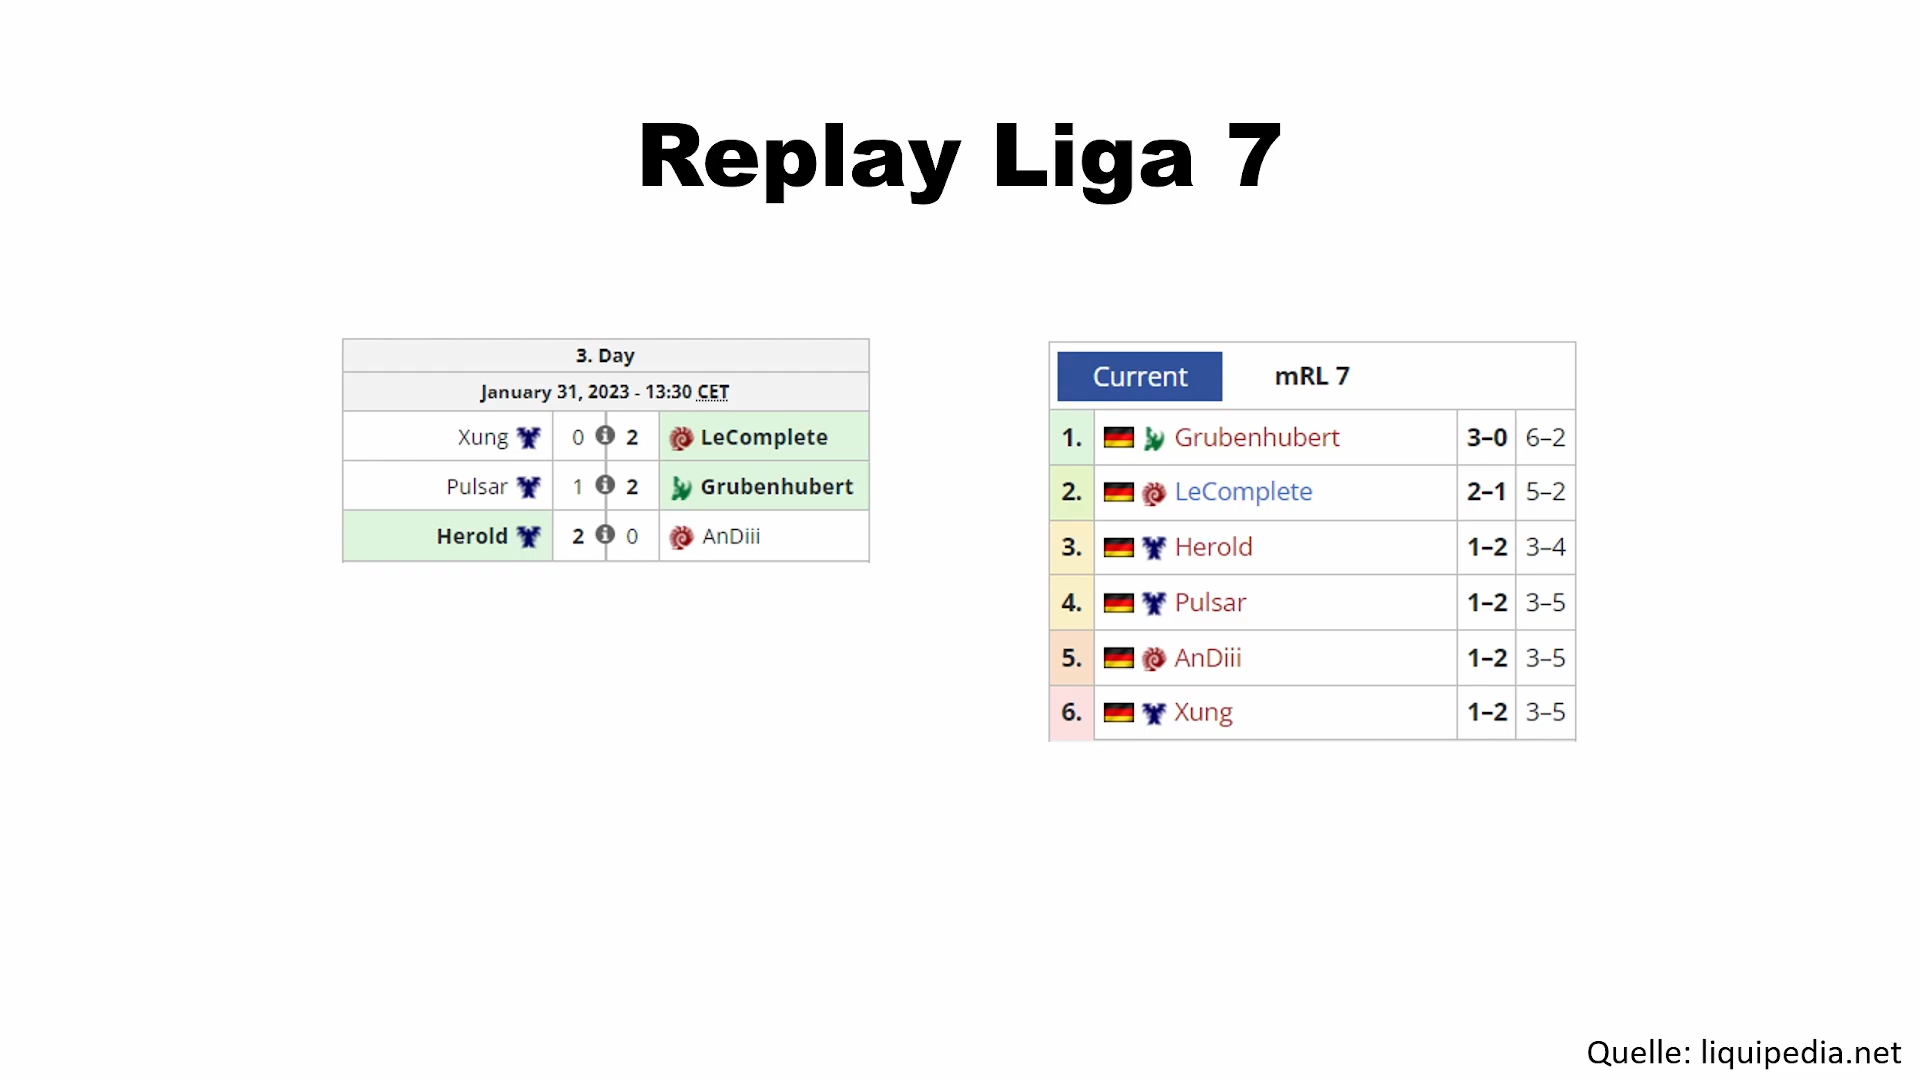 Replay Liga 7
3. Day
January 31, 2023 - 13:30 CET
Xung 0 2 LeComplete
Pulsar 1 2 Grubenhubert
Herold 2 0 AnDiii
Current mRL 7
1. Grubenhubert 3–0 6–2
2. LeComplete 2–1 5–2
3. Herold 1–2 3–4
4. Pulsar 1–2 3–5
5. AnDiii 1–2 3–5
6. Xung 1–2 3–5
Quelle: liquipedia.net